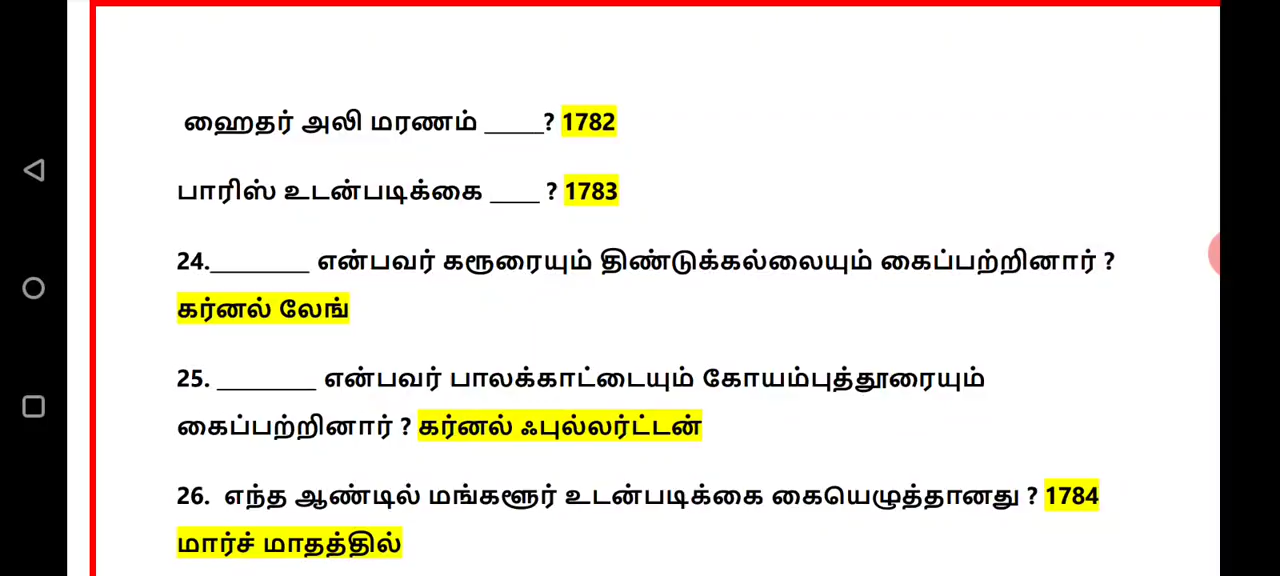 ஹைதர் அலி மரணம் _____? 1782
பாரிஸ் உடன்படிக்கை ____ ? 1783
24.________ என்பவர் கரூரையும் திண்டுக்கல்லையும் கைப்பற்றினார் ?
கர்னல் லேங்
25. ________ என்பவர் பாலக்காட்டையும் கோயம்புத்தூரையும்
கைப்பற்றினார் ? கர்னல் ஃபுல்லர்ட்டன்
26. எந்த ஆண்டில் மங்களூர் உடன்படிக்கை கையெழுத்தானது ? 1784
மார்ச் மாதத்தில்